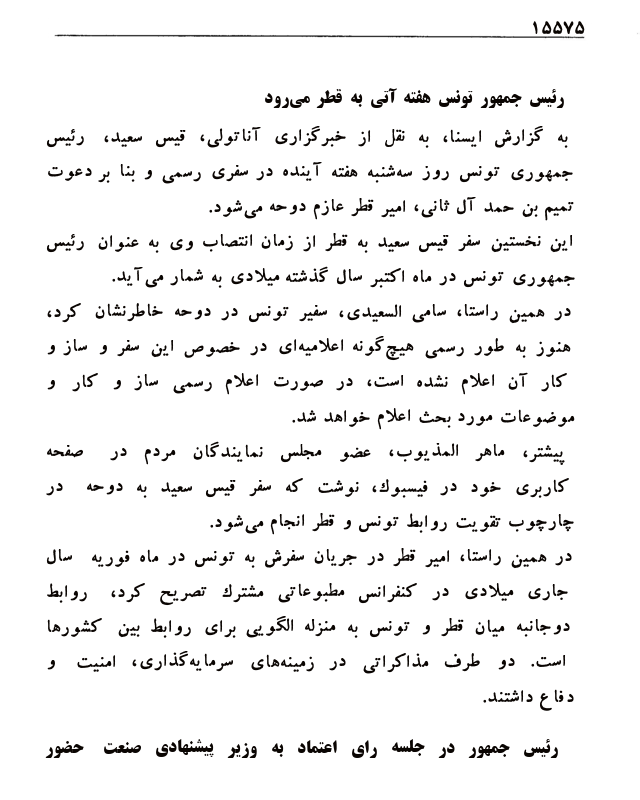 ۱۵۵۷۵
رئیس جمهور تونس هفته آتی به قطر می‌رود
به گزارش ایسنا، به نقل از خبرگزاری آناتولی، قیس سعید، رئیس
جمهوری تونس روز سه‌شنبه هفته آینده در سفری رسمی و بنا بر دعوت
تمیم بن حمد آل ثانی، امیر قطر عازم دوحه می‌شود.
این نخستین سفر قیس سعید به قطر از زمان انتصاب وی به عنوان رئیس
جمهوری تونس در ماه اکتبر سال گذشته میلادی به شمار می‌آید.
در همین راستا، سامی السعیدی، سفیر تونس در دوحه خاطرنشان کرد،
هنوز به طور رسمی هیچ‌گونه اعلامیه‌ای در خصوص این سفر و ساز و
کار آن اعلام نشده است، در صورت اعلام رسمی ساز و کار و
موضوعات مورد بحث اعلام خواهد شد.
پیشتر، ماهر المذیوب، عضو مجلس نمایندگان مردم در صفحه
کاربری خود در فیسبوک، نوشت که سفر قیس سعید به دوحه در
چارچوب تقویت روابط تونس و قطر انجام می‌شود.
در همین راستا، امیر قطر در جریان سفرش به تونس در ماه فوریه سال
جاری میلادی در کنفرانس مطبوعاتی مشترک تصریح کرد، روابط
دوجانبه میان قطر و تونس به منزله الگویی برای روابط بین کشورها
است. دو طرف مذاکراتی در زمینه‌های سرمایه‌گذاری، امنیت و
دفاع داشتند.
رئیس جمهور در جلسه رای اعتماد به وزیر پیشنهادی صنعت حضور